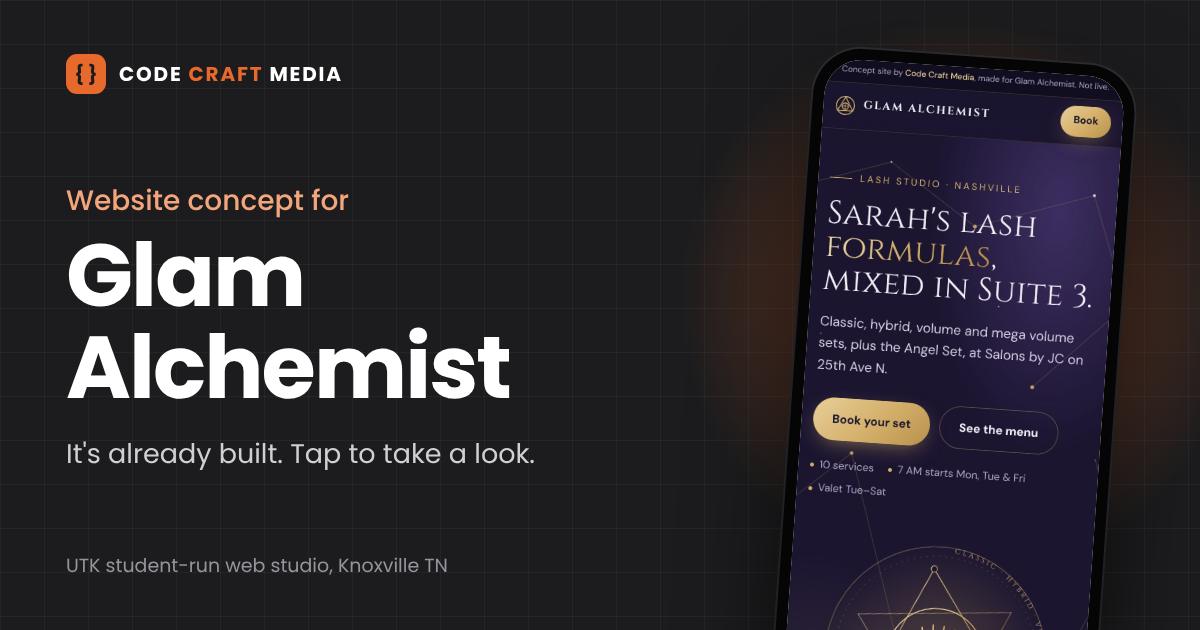 { } CODE CRAFT MEDIA
Website concept for
Glam
Alchemist
It's already built. Tap to take a look.
UTK student-run web studio, Knoxville TN
Concept site by Code Craft Media, made for Glam Alchemist. Not live.
GLAM ALCHEMIST
Book
LASH STUDIO · NASHVILLE
SARAH'S LASH
FORMULAS,
MIXED IN SUITE 3.
Classic, hybrid, volume and mega volume
sets, plus the Angel Set, at Salons by JC on
25th Ave N.
Book your set
See the menu
10 services
7 AM starts Mon, Tue & Fri
Valet Tue–Sat
CLASSIC HYBRID